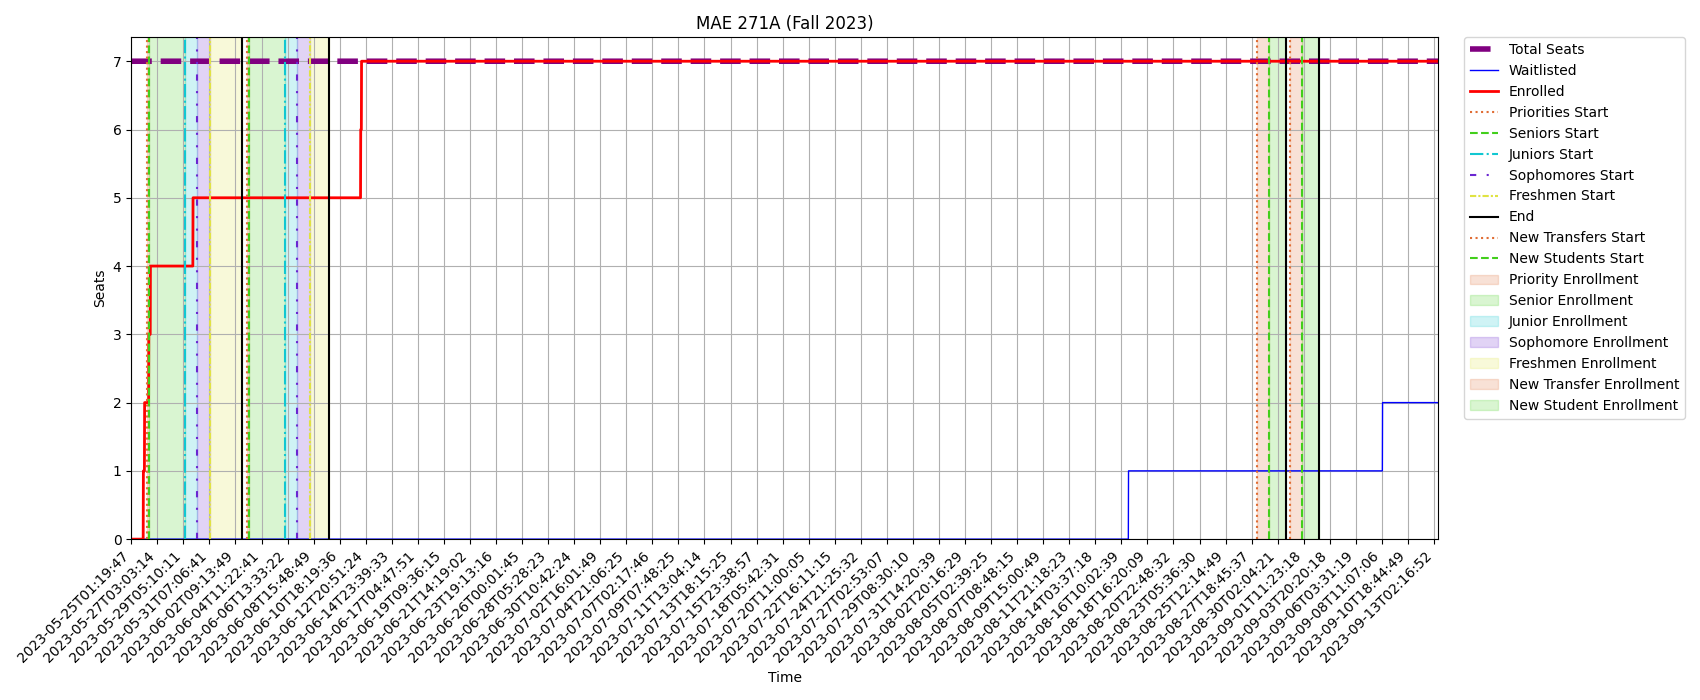 MAE 271A (Fall 2023)
Seats
7
6
5
4
3
2
1
0
2023-05-25T01:19:47
2023-05-27T03:03:14
2023-05-29T05:10:11
2023-05-31T07:06:41
2023-06-02T09:13:49
2023-06-04T11:22:41
2023-06-06T13:33:22
2023-06-08T15:48:49
2023-06-10T18:19:36
2023-06-12T20:51:24
2023-06-14T23:39:33
2023-06-17T04:47:51
2023-06-19T09:36:15
2023-06-21T14:19:02
2023-06-23T19:13:16
2023-06-26T00:01:45
2023-06-28T05:28:23
2023-06-30T10:42:24
2023-07-02T16:01:49
2023-07-04T21:06:25
2023-07-07T02:17:46
2023-07-09T07:48:25
2023-07-11T13:04:14
2023-07-13T18:15:25
2023-07-15T23:38:57
2023-07-18T05:42:31
2023-07-20T11:00:05
2023-07-22T16:11:15
2023-07-24T21:25:32
2023-07-27T02:53:07
2023-07-29T08:30:10
2023-07-31T14:20:39
2023-08-02T20:16:29
2023-08-05T02:39:25
2023-08-07T08:48:15
2023-08-09T15:00:49
2023-08-11T21:18:23
2023-08-14T03:37:18
2023-08-16T10:02:39
2023-08-18T16:20:09
2023-08-20T22:48:32
2023-08-23T05:36:30
2023-08-25T12:14:49
2023-08-27T18:45:37
2023-08-30T02:04:21
2023-09-01T11:23:18
2023-09-03T20:20:18
2023-09-06T03:31:19
2023-09-08T11:07:06
2023-09-10T18:44:49
2023-09-13T02:16:52
Time
Total Seats
Waitlisted
Enrolled
Priorities Start
Seniors Start
Juniors Start
Sophomores Start
Freshmen Start
End
New Transfers Start
New Students Start
Priority Enrollment
Senior Enrollment
Junior Enrollment
Sophomore Enrollment
Freshmen Enrollment
New Transfer Enrollment
New Student Enrollment